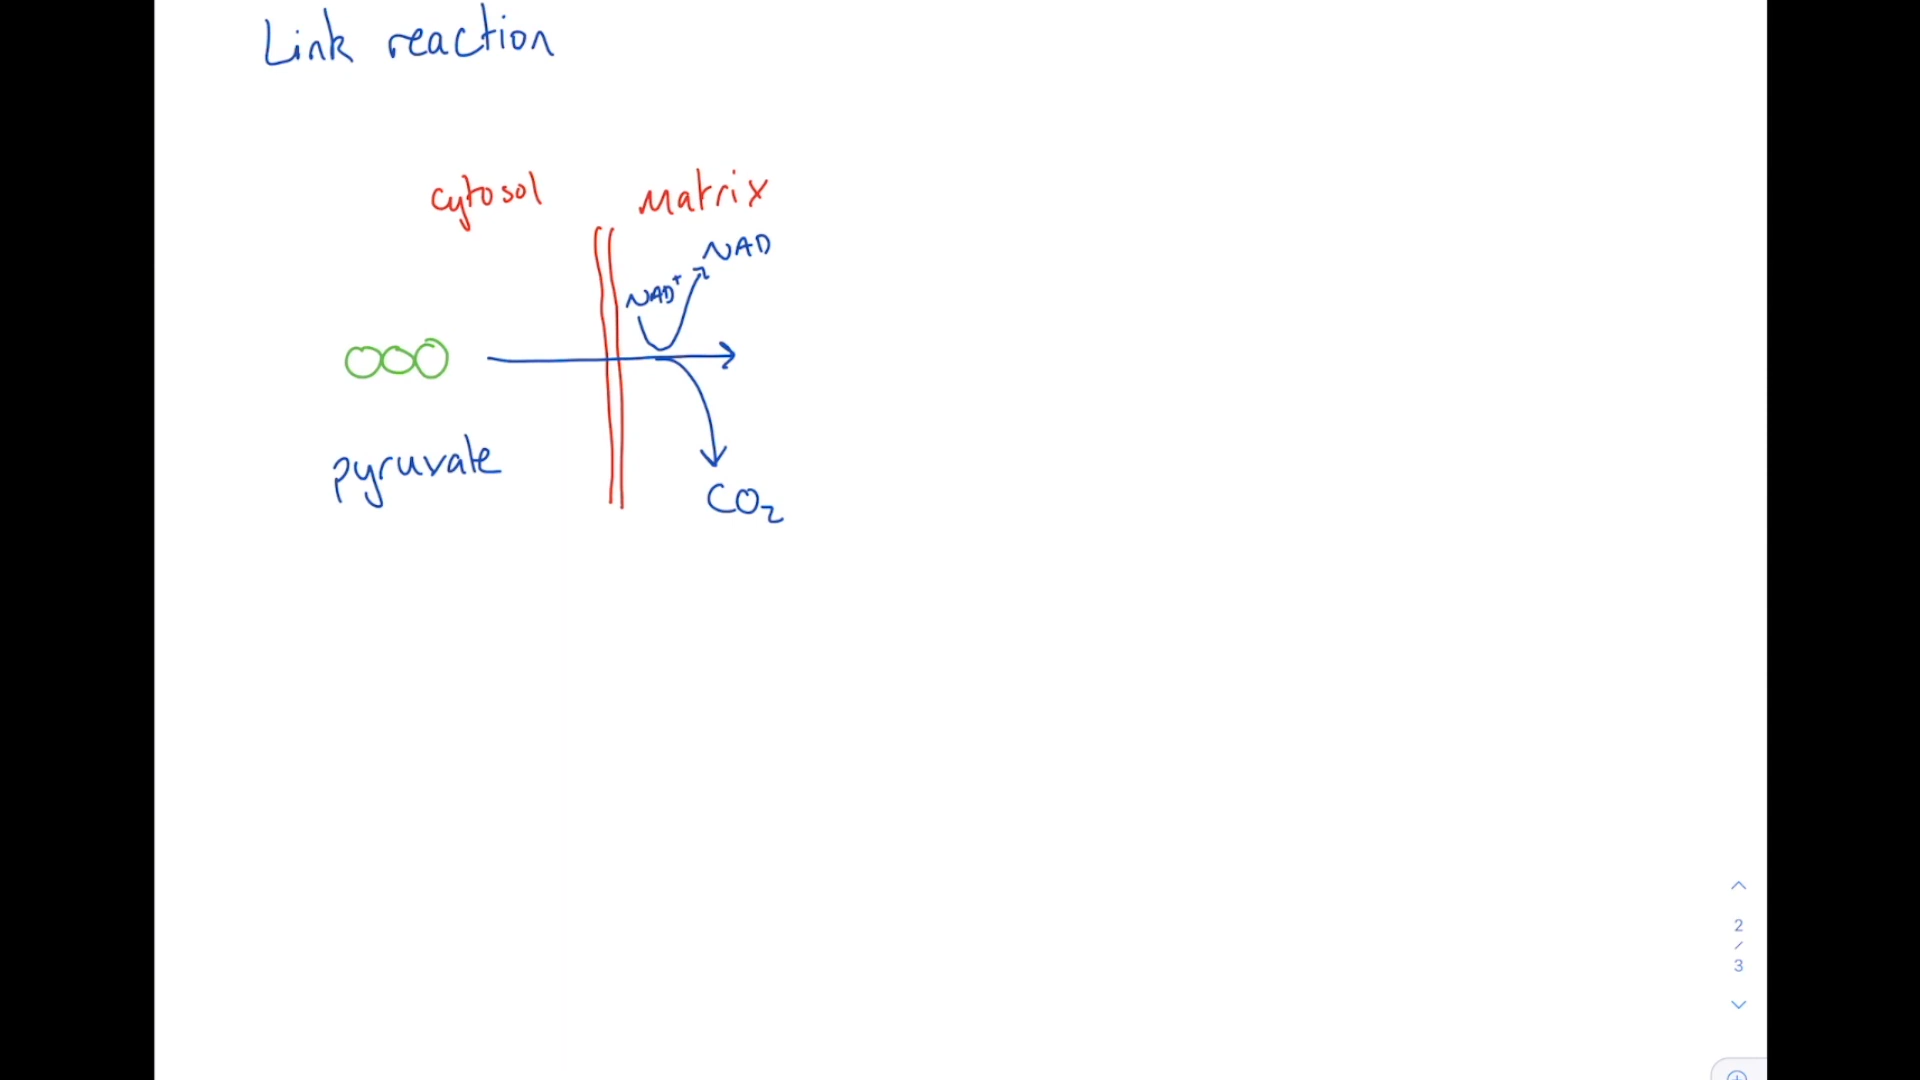 Link reaction
cytosol
Matrix
NAD
NAD⁺
pyruvate
CO₂
2
/
3